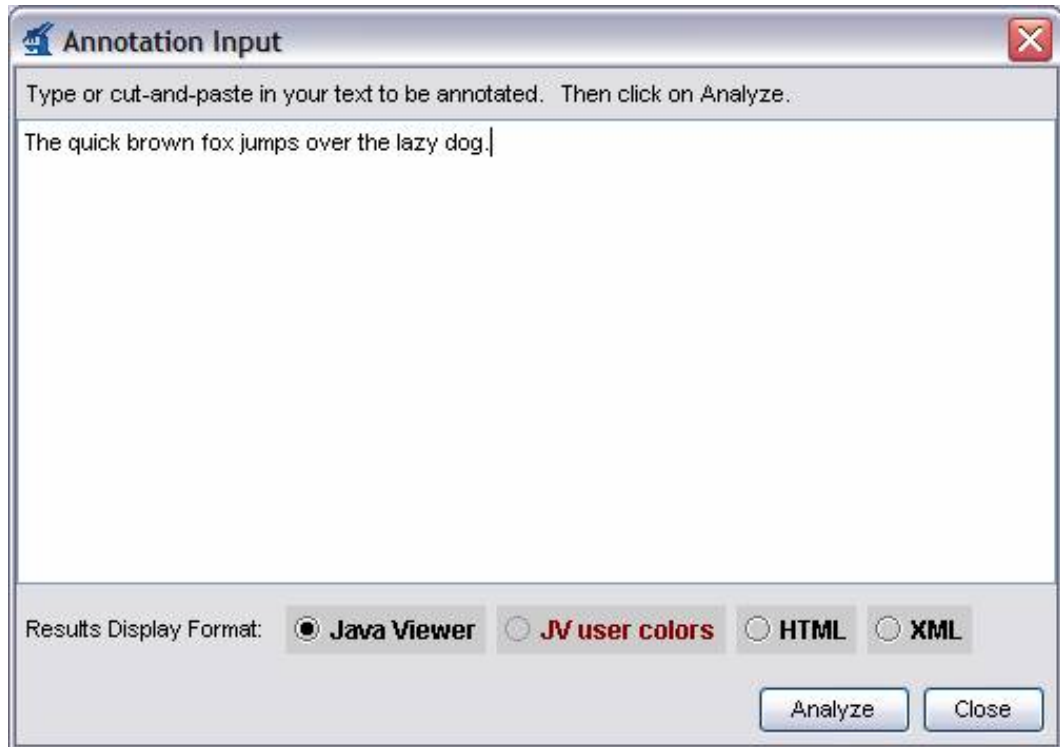 Annotation Input
Type or cut-and-paste in your text to be annotated. Then click on Analyze.
The quick brown fox jumps over the lazy dog.
Results Display Format: Java Viewer JV user colors HTML XML
Analyze Close